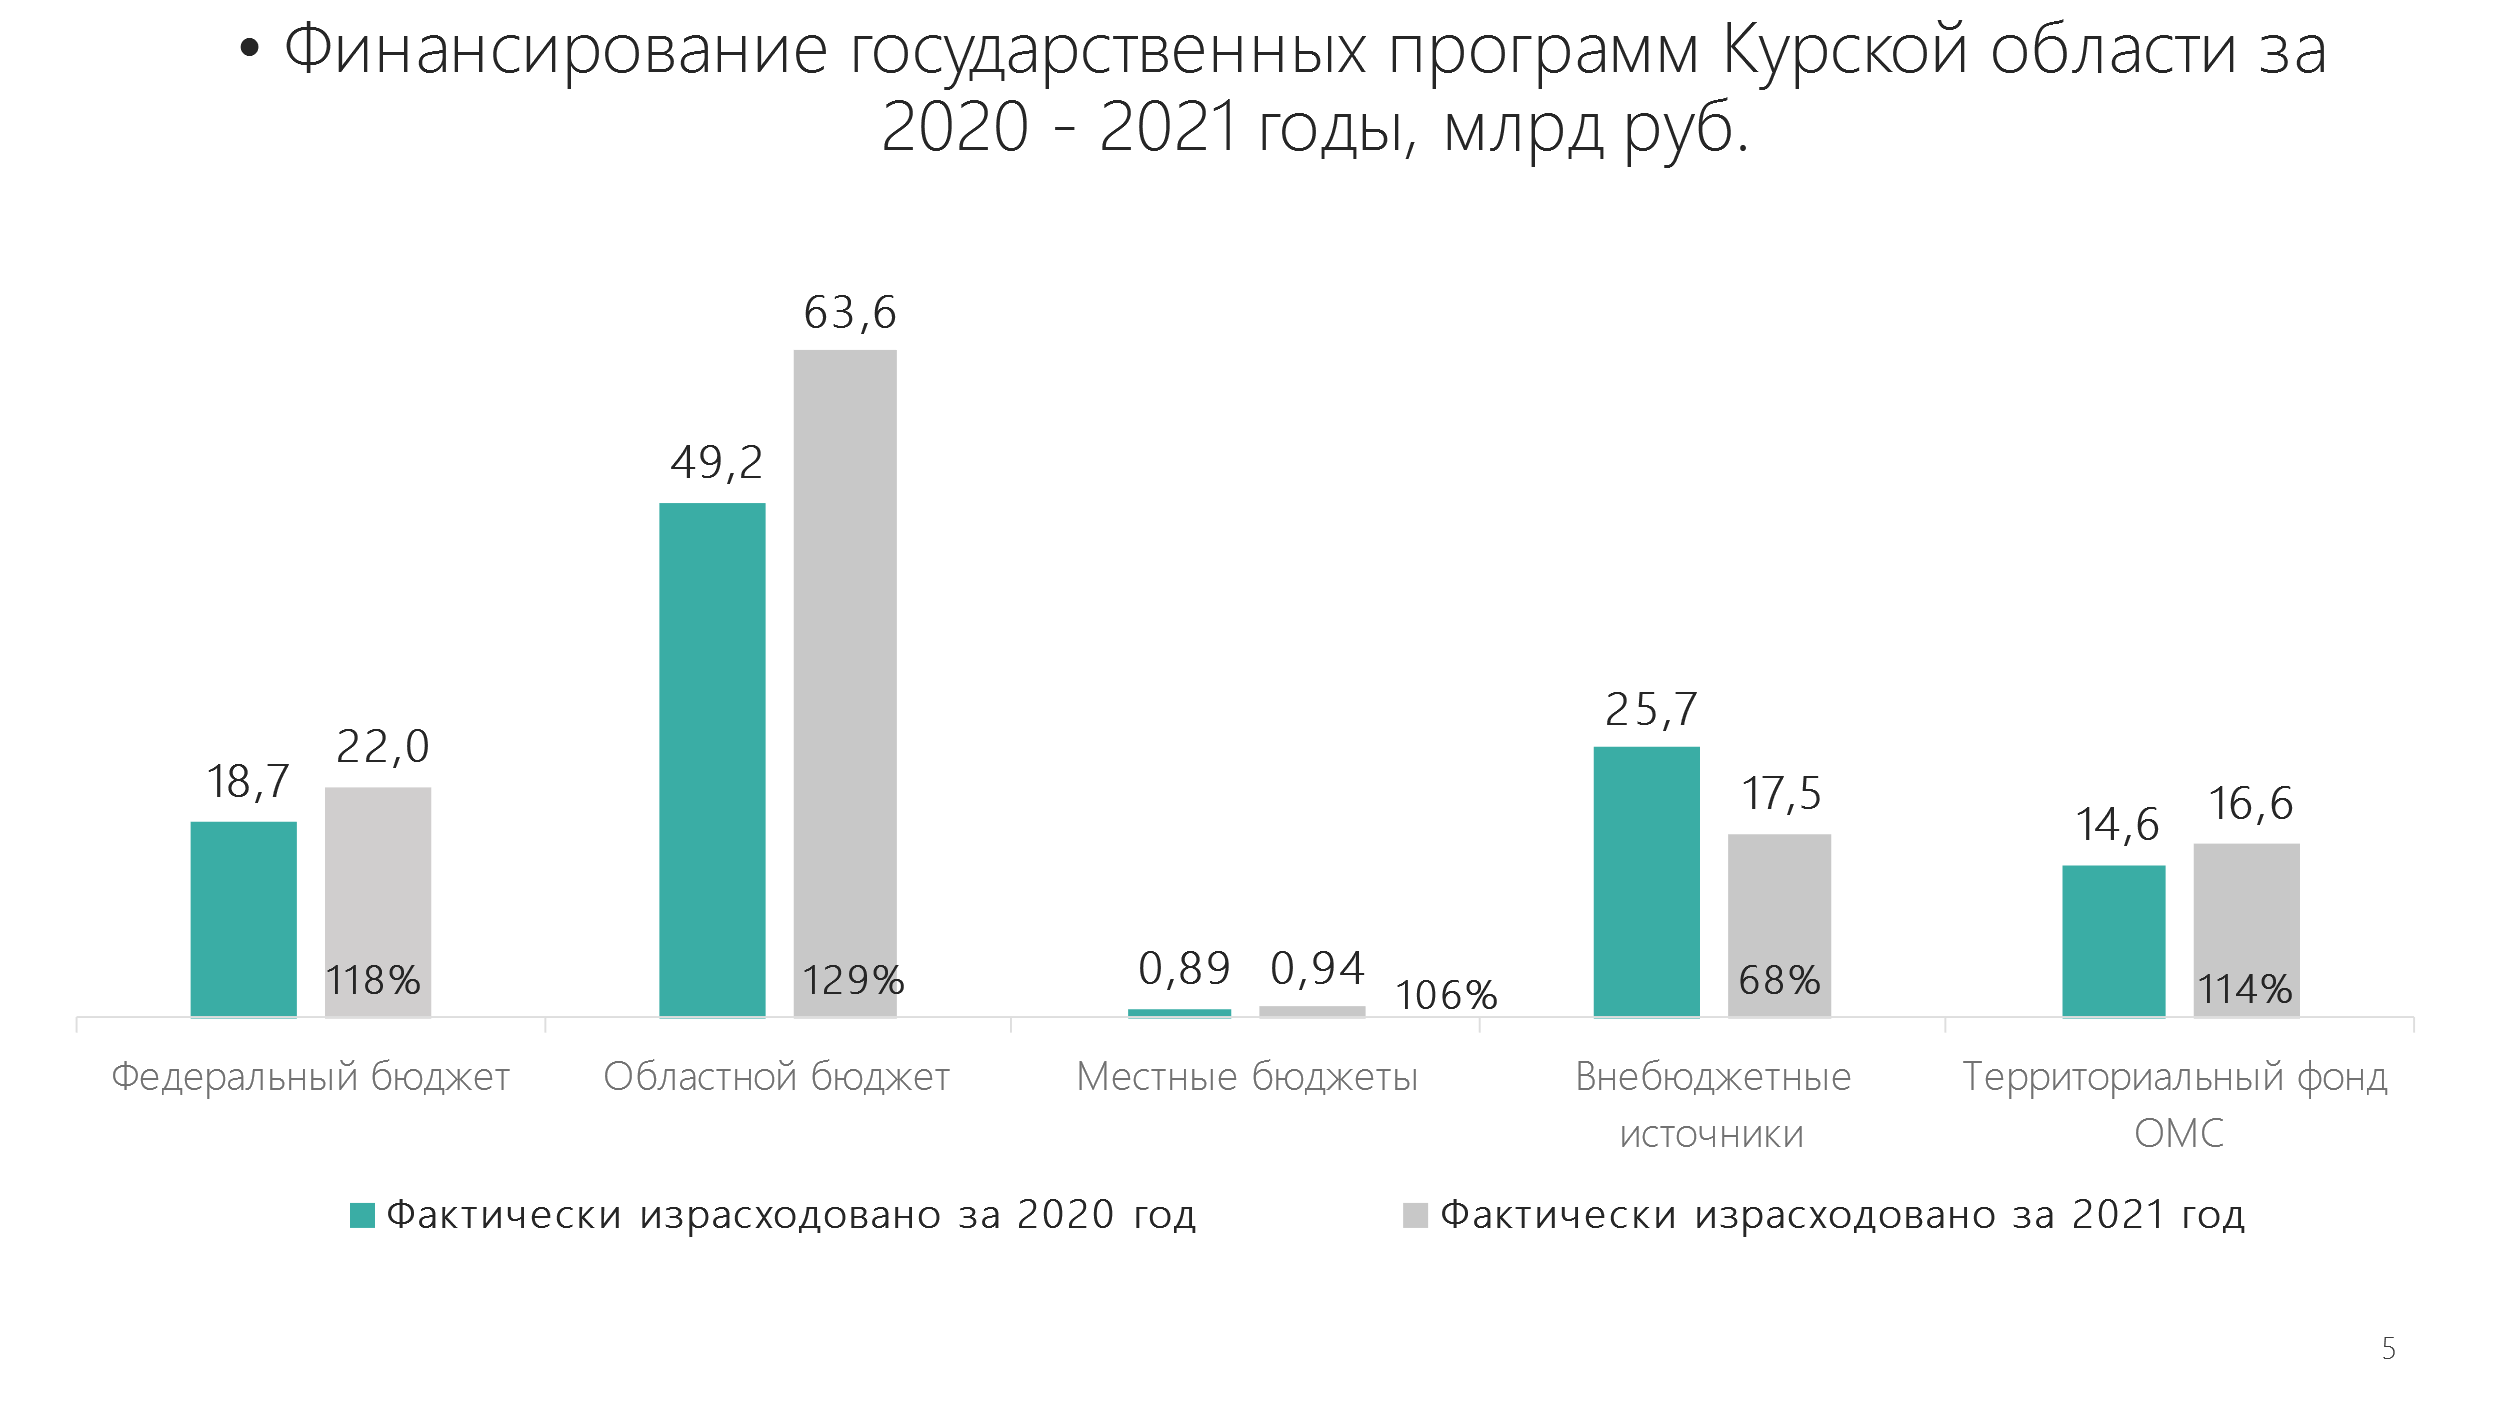 • Финансирование государственных программ Курской области за
2020 - 2021 годы, млрд руб.
63,6
49,2
25,7
22,0
18,7
17,5
16,6
14,6
0,89
0,94
118%
129%
106%
68%
114%
Федеральный бюджет
Областной бюджет
Местные бюджеты
Внебюджетные
источники
Территориальный фонд
ОМС
Фактически израсходовано за 2020 год
Фактически израсходовано за 2021 год
5